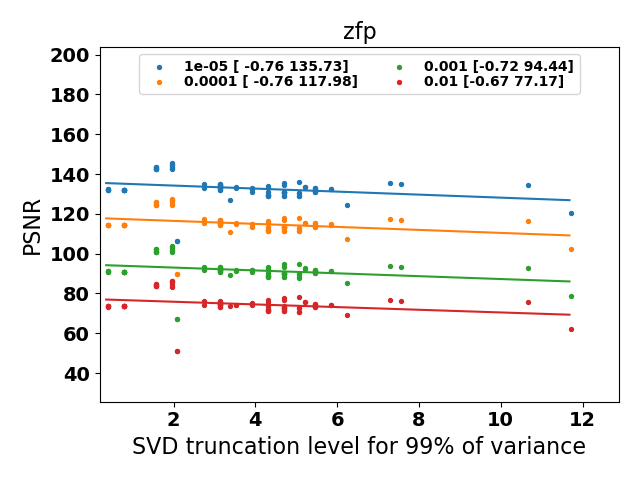 zfp
1e-05 [ -0.76 135.73]
0.0001 [ -0.76 117.98]
0.001 [-0.72 94.44]
0.01 [-0.67 77.17]
PSNR
200
180
160
140
120
100
80
60
40
2 4 6 8 10 12
SVD truncation level for 99% of variance